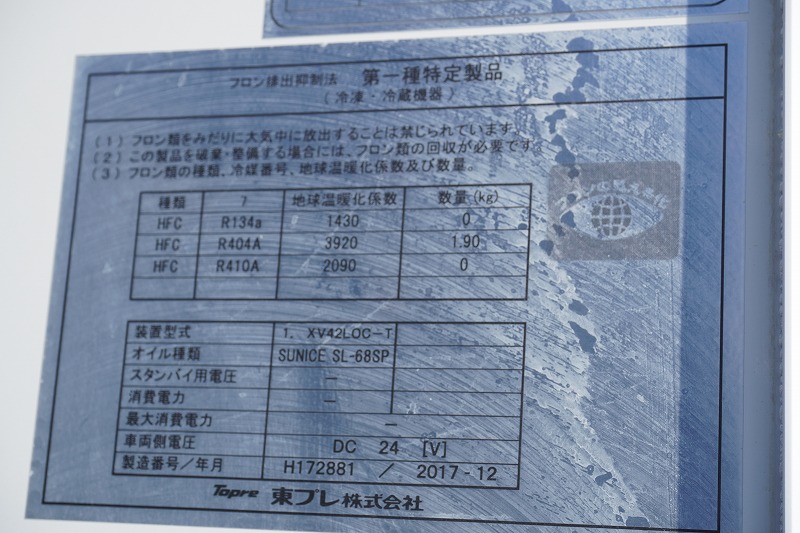 フロン排出抑制法 第一種特定製品
(冷凍・冷蔵機器)
(1) フロン類をみだりに大気中に放出することは禁じられています。
(2) この製品を破棄・整備する場合には、フロン類の回収が必要です
(3) フロン類の種類、冷媒番号、地球温暖化係数及び数量。
種類 7 地球温暖化係数 数量(kg)
HFC R134a 1430 0
HFC R404A 3920 1.90
HFC R410A 2090 0
装置型式 1. XV42LOC-T
オイル種類 SUNICE SL-68SP
スタンバイ用電圧 —
消費電力 —
最大消費電力 —
車両側電圧 DC 24 [V]
製造番号/年月 H172881 / 2017-12
Topre 東プレ株式会社